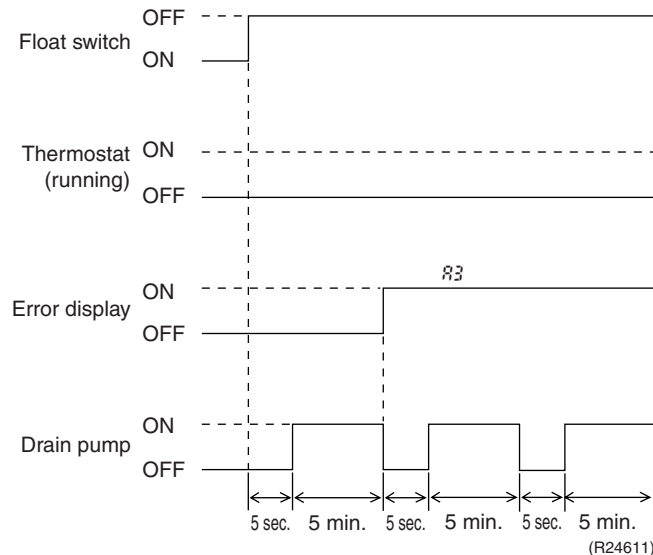 OFF
Float switch
ON
Thermostat ON
(running)
OFF
A3
ON
Error display
OFF
ON
Drain pump
OFF
5 sec. 5 min. 5 sec. 5 min. 5 sec. 5 min.
(R24611)